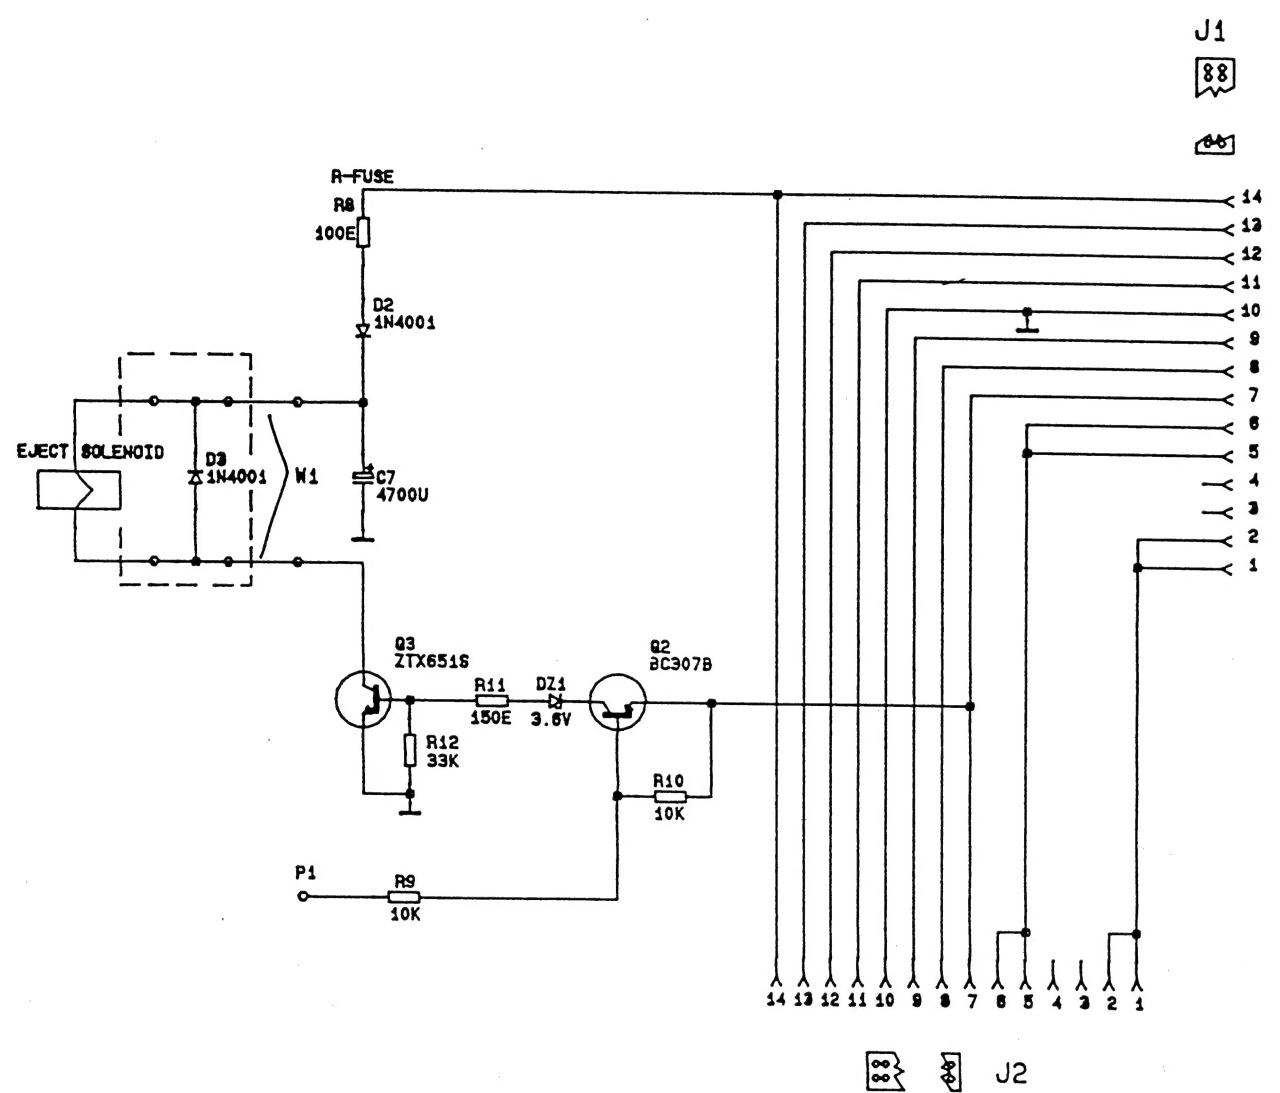 J1
R-FUSE
R8
100E
14
13
12
11
10
9
8
7
6
5
4
3
2
1
D2
1N4001
EJECT SOLENOID
D3
1N4001
W1
C7
4700U
Q3
ZTX651S
R11
150E
DZ1
3.6V
Q2
BC307B
R12
33K
R10
10K
P1
R9
10K
14 13 12 11 10 9 8 7 6 5 4 3 2 1
J2